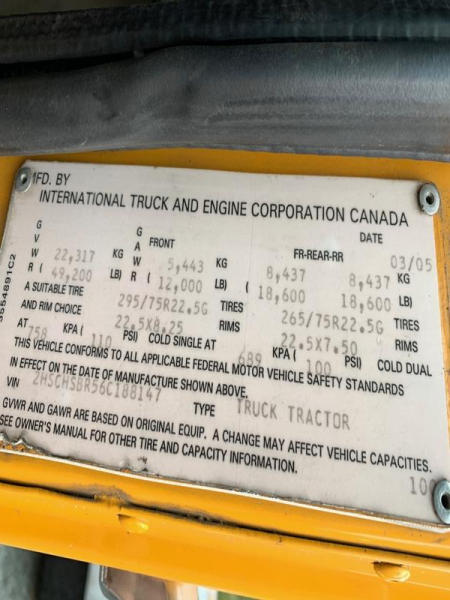 MFD. BY
INTERNATIONAL TRUCK AND ENGINE CORPORATION CANADA
DATE
G G FRONT FR-REAR-RR 03/05
V A
W 22,317 KG W 5,443 KG 8,437 8,437 KG
R ( 49,200 LB) R ( 12,000 LB) ( 18,600 18,600 LB)
A SUITABLE TIRE 295/75R22.5G TIRES 265/75R22.5G TIRES
AND RIM CHOICE 22.5X8.25 RIMS 22.5X7.50 RIMS
AT 758 KPA ( 110 PSI) COLD SINGLE AT 689 KPA ( 100 PSI) COLD DUAL
THIS VEHICLE CONFORMS TO ALL APPLICABLE FEDERAL MOTOR VEHICLE SAFETY STANDARDS
IN EFFECT ON THE DATE OF MANUFACTURE SHOWN ABOVE.
VIN 2HSCHSBR56C188147 TYPE TRUCK TRACTOR
GVWR AND GAWR ARE BASED ON ORIGINAL EQUIP. A CHANGE MAY AFFECT VEHICLE CAPACITIES.
SEE OWNER'S MANUAL FOR OTHER TIRE AND CAPACITY INFORMATION.
3554891C2